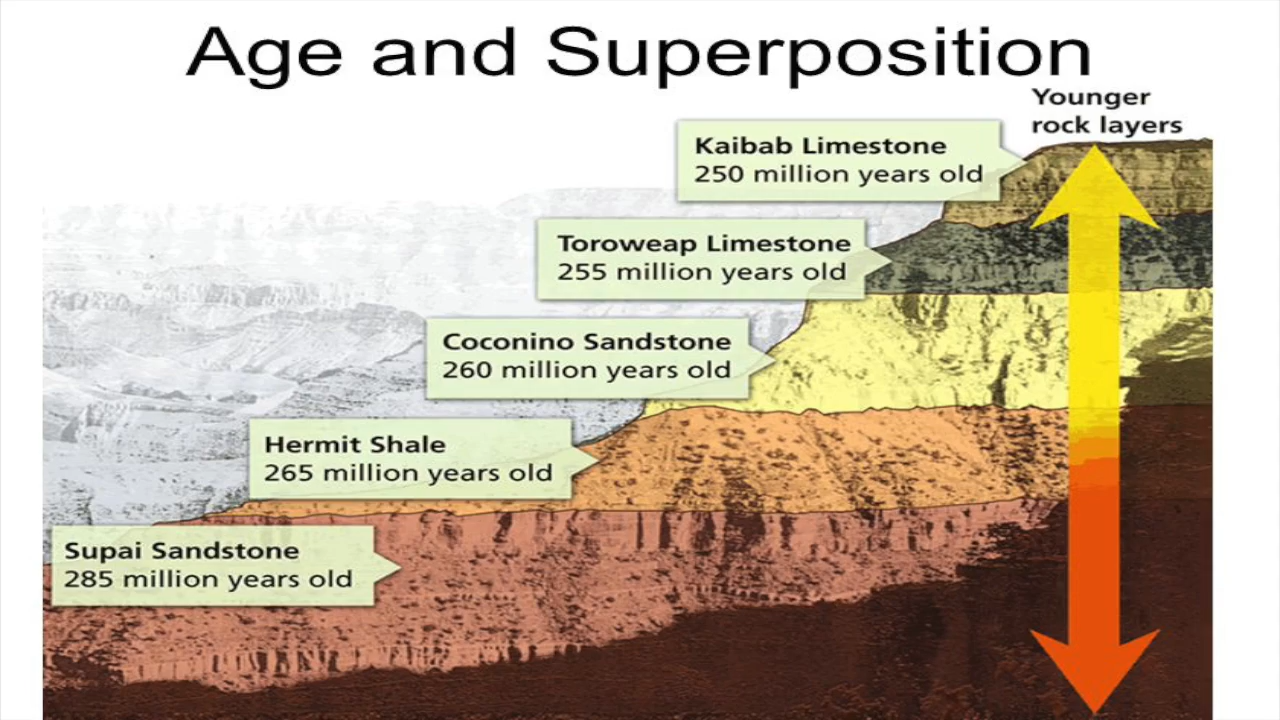 Age and Superposition
Younger
rock layers
Kaibab Limestone
250 million years old
Toroweap Limestone
255 million years old
Coconino Sandstone
260 million years old
Hermit Shale
265 million years old
Supai Sandstone
285 million years old